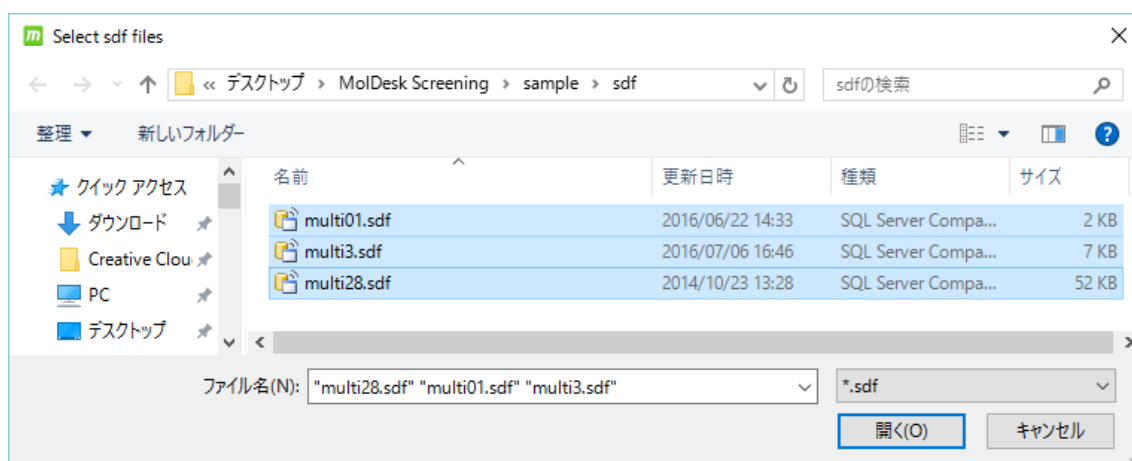 Select sdf files
« デスクトップ › MolDesk Screening › sample › sdf
sdfの検索
整理 新しいフォルダー
クイック アクセス
ダウンロード
Creative Clou
PC
デスクトップ
名前 更新日時 種類 サイズ
multi01.sdf 2016/06/22 14:33 SQL Server Compa... 2 KB
multi3.sdf 2016/07/06 16:46 SQL Server Compa... 7 KB
multi28.sdf 2014/10/23 13:28 SQL Server Compa... 52 KB
ファイル名(N): "multi28.sdf" "multi01.sdf" "multi3.sdf"
*.sdf
開く(O) キャンセル